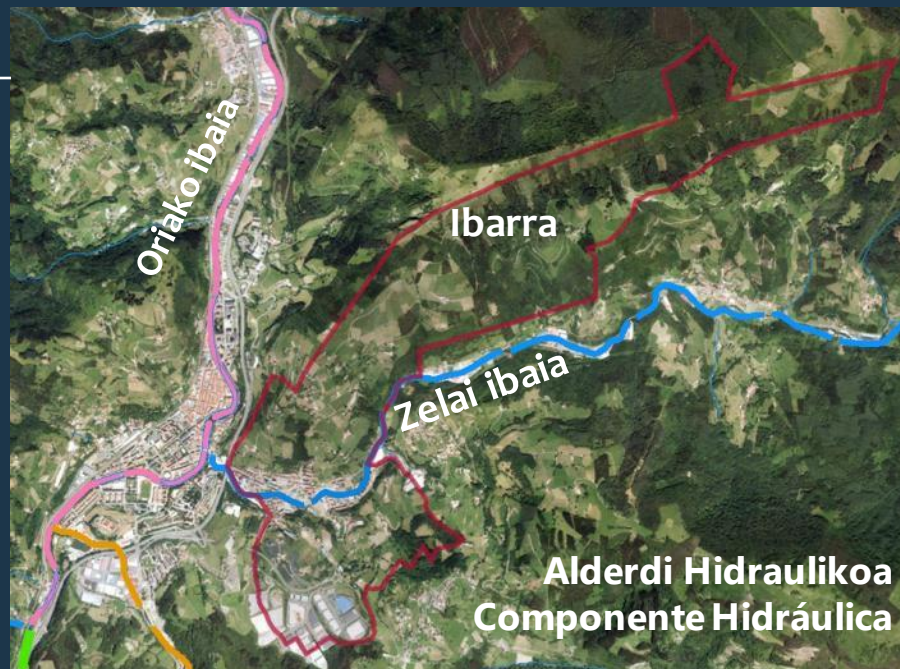 Oriako ibaia
Ibarra
Zelai ibaia
Alderdi Hidraulikoa
Componente Hidráulica